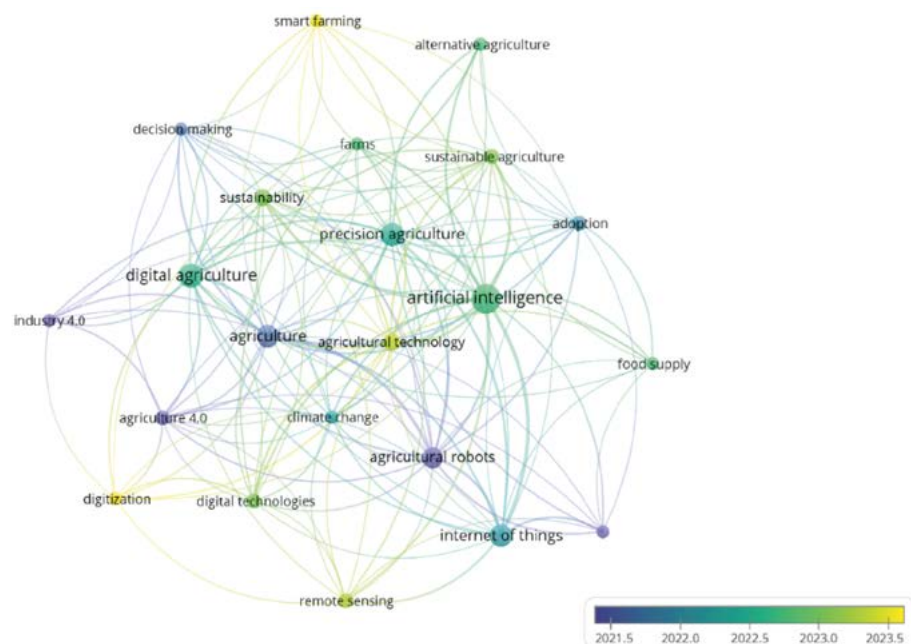 smart farming
alternative agriculture
decision making
farms
sustainable agriculture
sustainability
adoption
precision agriculture
digital agriculture
artificial intelligence
industry 4.0
agriculture
agricultural technology
food supply
agriculture 4.0
climate change
agricultural robots
digitization
digital technologies
internet of things
remote sensing
2021.5 2022.0 2022.5 2023.0 2023.5